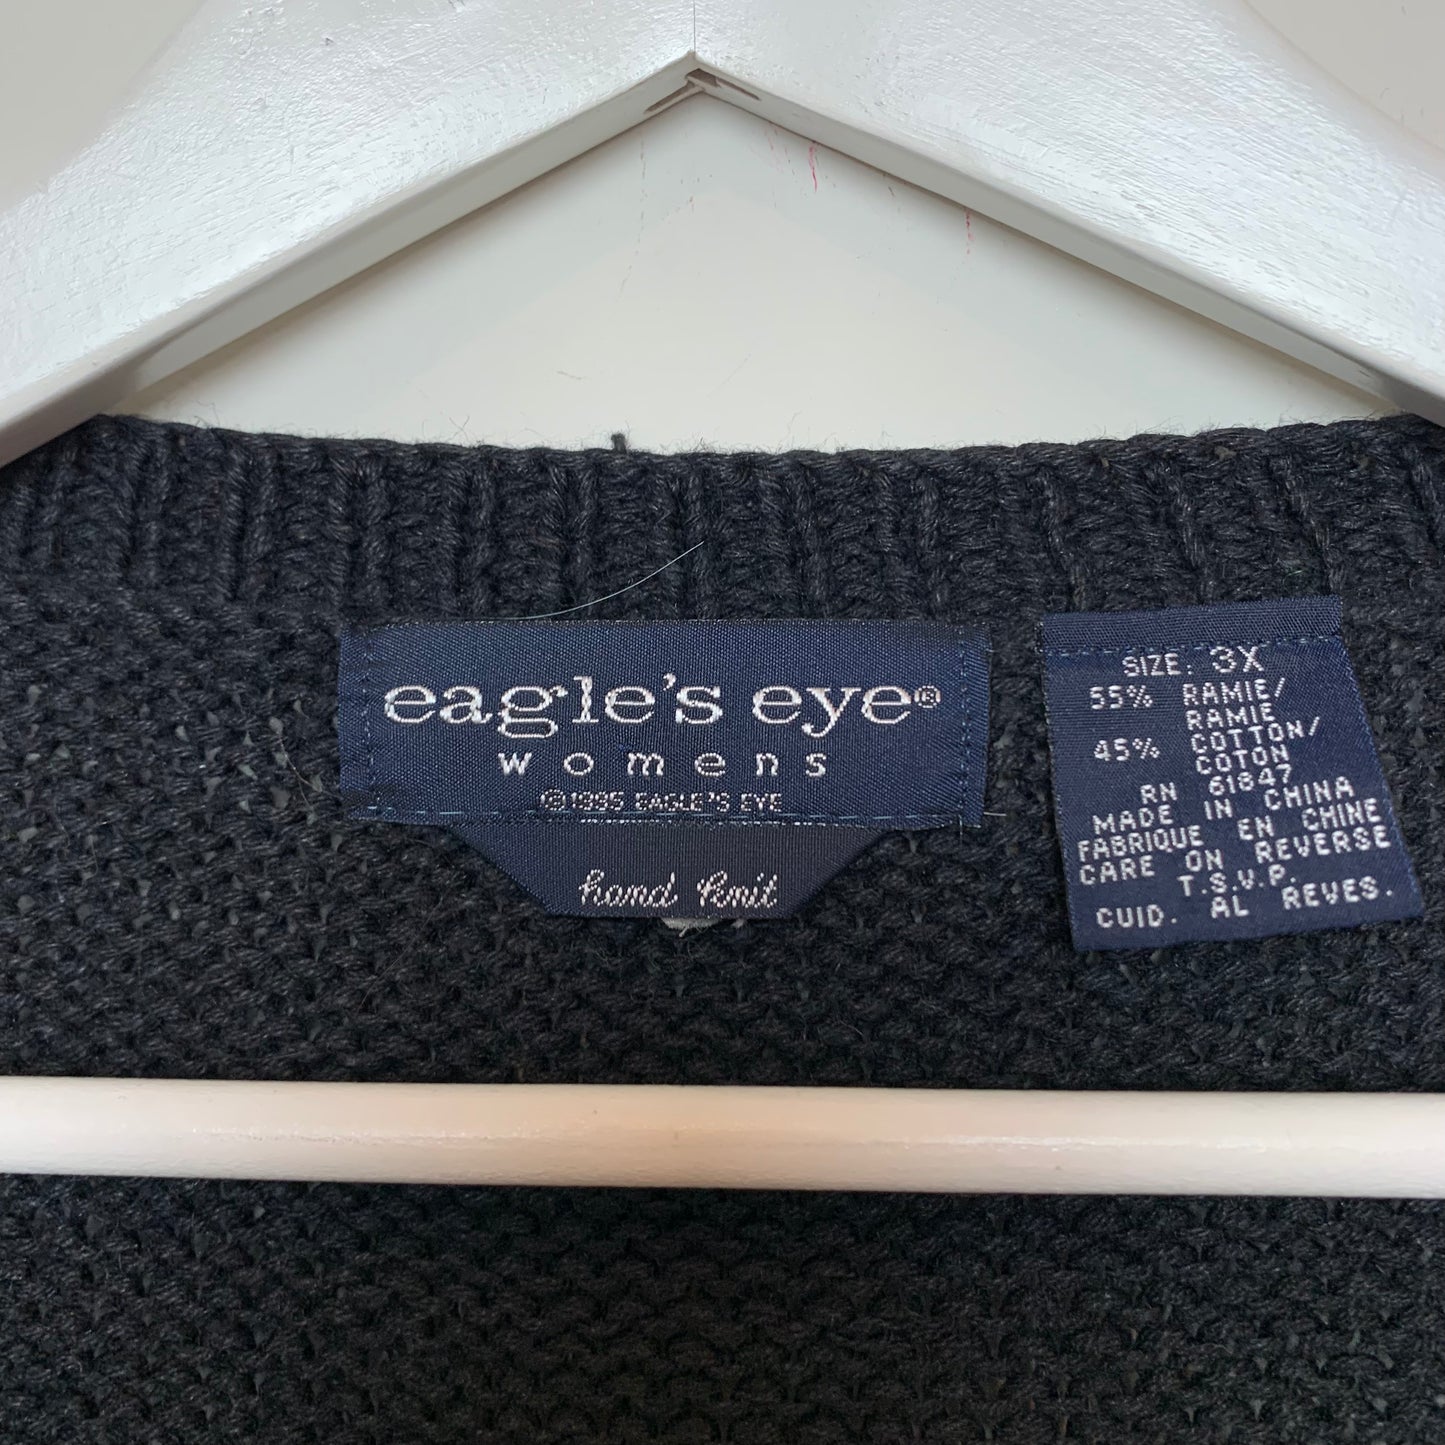 eagle's eye®
womens
©1995 EAGLE'S EYE
hand knit
SIZE: 3X
55% RAMIE/
RAMIE
45% COTTON/
COTON
RN 61847
MADE IN CHINA
FABRIQUE EN CHINE
CARE ON REVERSE
T.S.V.P.
CUID. AL REVES.